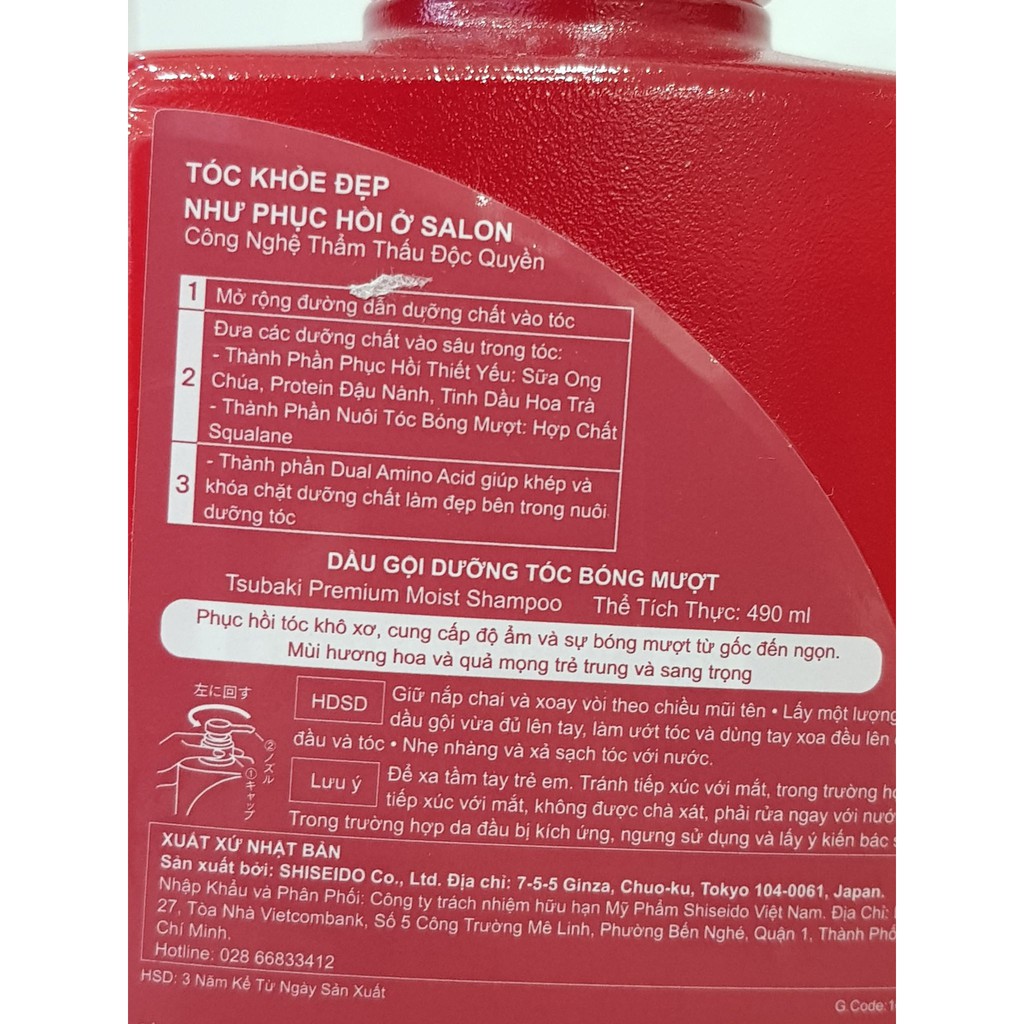 TÓC KHỎE ĐẸP
NHƯ PHỤC HỒI Ở SALON
Công Nghệ Thẩm Thấu Độc Quyền
1 Mở rộng đường dẫn dưỡng chất vào tóc
2 Đưa các dưỡng chất vào sâu trong tóc:
- Thành Phần Phục Hồi Thiết Yếu: Sữa Ong
Chúa, Protein Đậu Nành, Tinh Dầu Hoa Trà
- Thành Phần Nuôi Tóc Bóng Mượt: Hợp Chất
Squalane
3 - Thành phần Dual Amino Acid giúp khép và
khóa chặt dưỡng chất làm đẹp bên trong nuôi
dưỡng tóc
DẦU GỘI DƯỠNG TÓC BÓNG MƯỢT
Tsubaki Premium Moist Shampoo Thể Tích Thực: 490 ml
Phục hồi tóc khô xơ, cung cấp độ ẩm và sự bóng mượt từ gốc đến ngọn.
Mùi hương hoa và quả mọng trẻ trung và sang trọng
左に回す
②ノズル
①キャップ
HDSD Giữ nắp chai và xoay vòi theo chiều mũi tên • Lấy một lượng
dầu gội vừa đủ lên tay, làm ướt tóc và dùng tay xoa đều lên
đầu và tóc • Nhẹ nhàng và xả sạch tóc với nước.
Lưu ý Để xa tầm tay trẻ em. Tránh tiếp xúc với mắt, trong trường
tiếp xúc với mắt, không được chà xát, phải rửa ngay với
Trong trường hợp da đầu bị kích ứng, ngưng sử dụng và lấy ý kiến bác
XUẤT XỨ NHẬT BẢN
Sản xuất bởi: SHISEIDO Co., Ltd. Địa chỉ: 7-5-5 Ginza, Chuo-ku, Tokyo 104-0061, Japan.
Nhập Khẩu và Phân Phối: Công ty trách nhiệm hữu hạn Mỹ Phẩm Shiseido Việt Nam. Địa Chỉ:
27, Tòa Nhà Vietcombank, Số 5 Công Trường Mê Linh, Phường Bến Nghé, Quận 1, Thành Phố
Chí Minh.
Hotline: 028 66833412
HSD: 3 Năm Kể Từ Ngày Sản Xuất
G.Code: